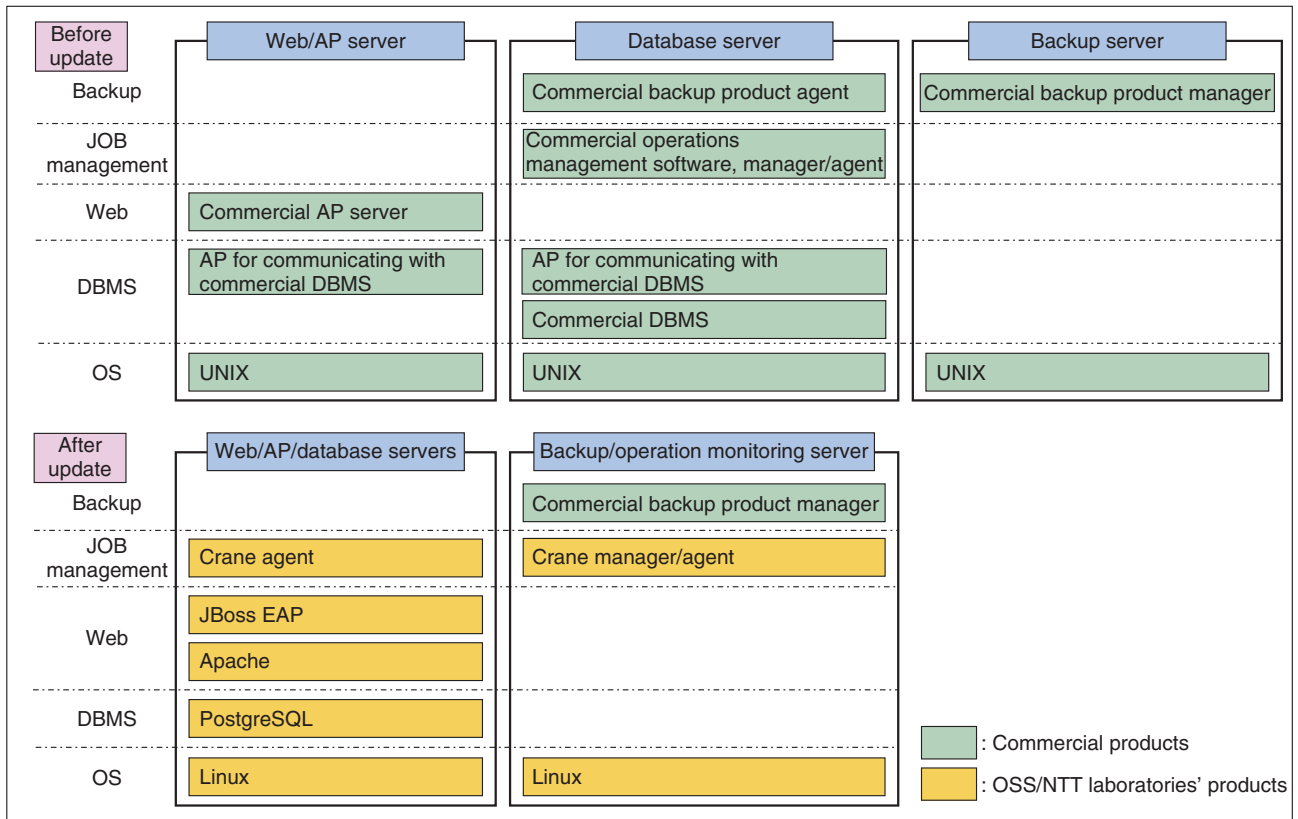 Before
update
Web/AP server
Database server
Backup server
Backup
Commercial backup product agent
Commercial backup product manager
JOB
management
Commercial operations
management software, manager/agent
Web
Commercial AP server
DBMS
AP for communicating with
commercial DBMS
AP for communicating with
commercial DBMS
Commercial DBMS
OS
UNIX
UNIX
UNIX
After
update
Web/AP/database servers
Backup/operation monitoring server
Backup
Commercial backup product manager
JOB
management
Crane agent
Crane manager/agent
Web
JBoss EAP
Apache
DBMS
PostgreSQL
OS
Linux
Linux
: Commercial products
: OSS/NTT laboratories’ products